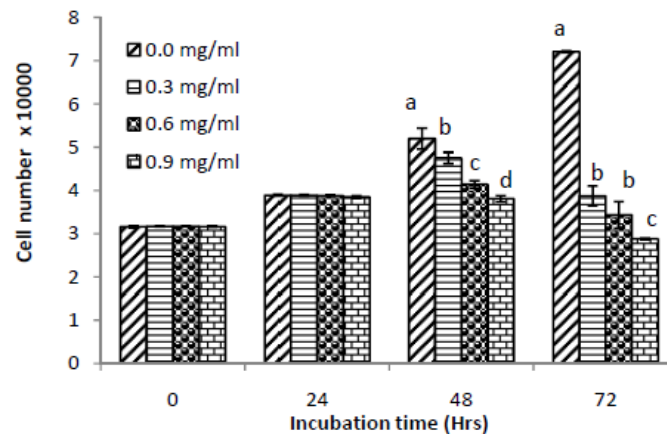 8
7
6
5
4
3
2
1
0
Cell number x 10000
0.0 mg/ml
0.3 mg/ml
0.6 mg/ml
0.9 mg/ml
a
b
c
d
a
b
b
c
0 24 48 72
Incubation time (Hrs)